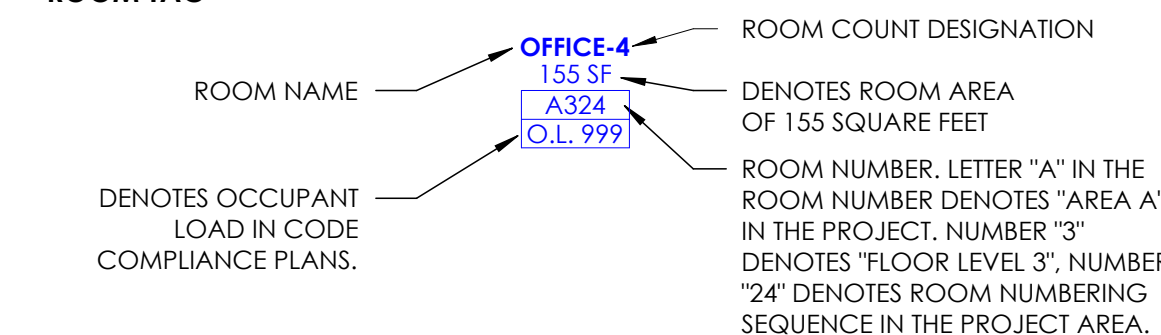 ROOM TAG
ROOM NAME
DENOTES OCCUPANT
LOAD IN CODE
COMPLIANCE PLANS.
OFFICE-4
155 SF
A324
O.L. 999
ROOM COUNT DESIGNATION
DENOTES ROOM AREA
OF 155 SQUARE FEET
ROOM NUMBER. LETTER "A" IN THE
ROOM NUMBER DENOTES "AREA A"
IN THE PROJECT. NUMBER "3"
DENOTES "FLOOR LEVEL 3", NUMBER
"24" DENOTES ROOM NUMBERING
SEQUENCE IN THE PROJECT AREA.